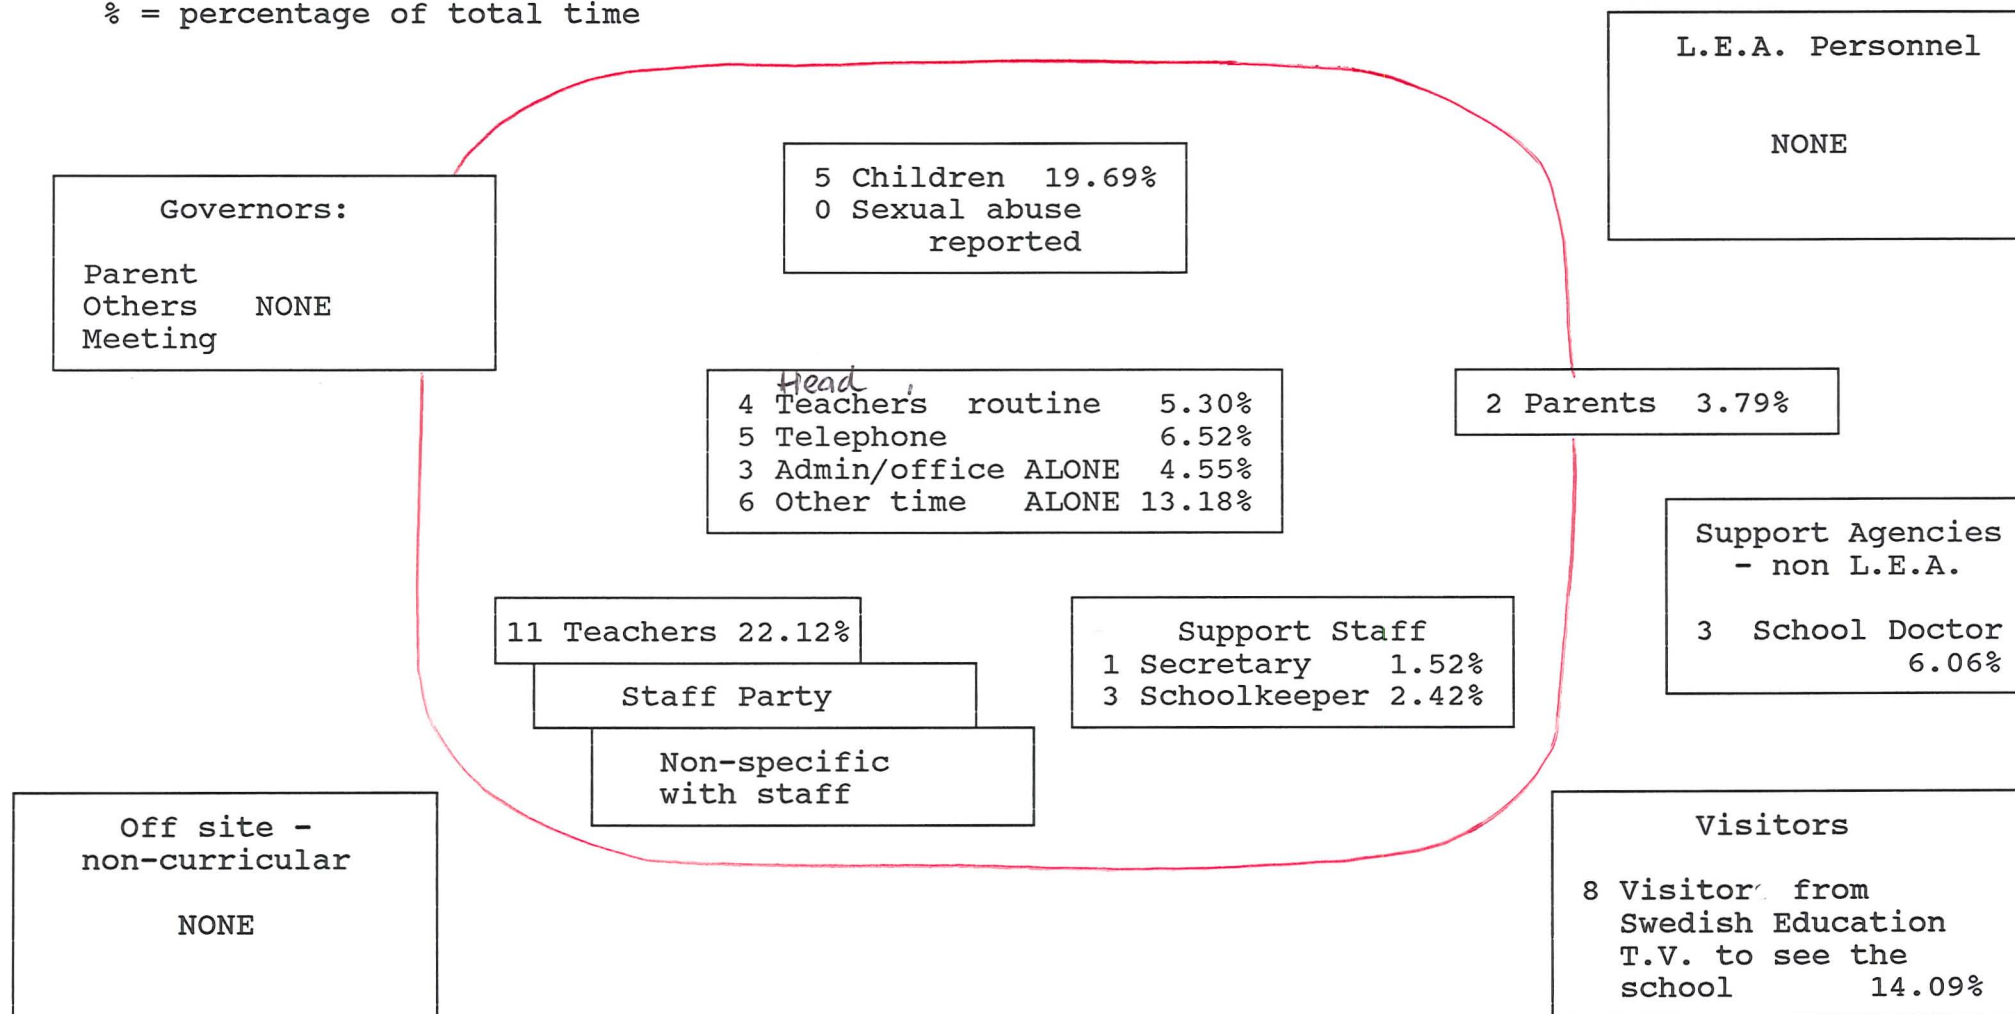 % = percentage of total time
L.E.A. Personnel
NONE
Governors:
Parent
Others NONE
Meeting
5 Children 19.69%
0 Sexual abuse
reported
Head
4 Teacher's routine 5.30%
5 Telephone 6.52%
3 Admin/office ALONE 4.55%
6 Other time ALONE 13.18%
2 Parents 3.79%
Support Agencies
- non L.E.A.
3 School Doctor
6.06%
11 Teachers 22.12%
Staff Party
Non-specific
with staff
Support Staff
1 Secretary 1.52%
3 Schoolkeeper 2.42%
Off site -
non-curricular
NONE
Visitors
8 Visitor from
Swedish Education
T.V. to see the
school 14.09%